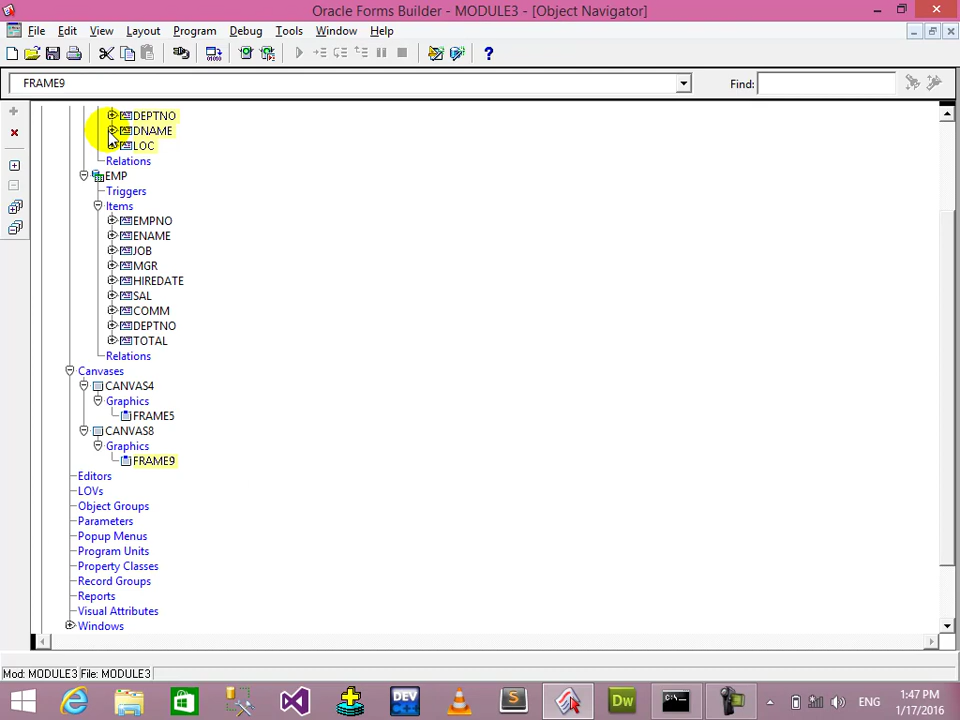 Oracle Forms Builder - MODULE3 - [Object Navigator]
File Edit View Layout Program Debug Tools Window Help
FRAME9 Find:
DEPTNO
DNAME
LOC
Relations
EMP
Triggers
Items
EMPNO
ENAME
JOB
MGR
HIREDATE
SAL
COMM
DEPTNO
TOTAL
Relations
Canvases
CANVAS4
Graphics
FRAME5
CANVAS8
Graphics
FRAME9
Editors
LOVs
Object Groups
Parameters
Popup Menus
Program Units
Property Classes
Record Groups
Reports
Visual Attributes
Windows
Mod: MODULE3 File: MODULE3
DEV
CXX
S
Dw
ENG
1:47 PM
1/17/2016